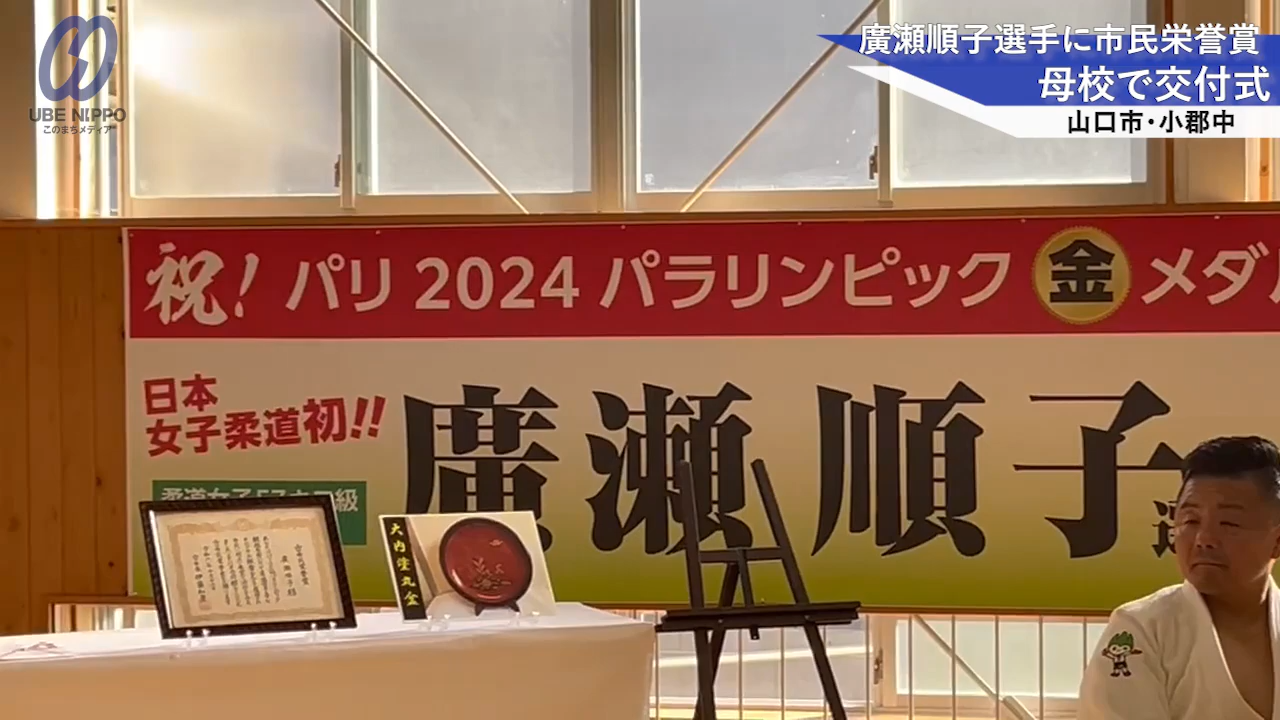 UBE NIPPO
このまちメディア
廣瀬順子選手に市民栄誉賞
母校で交付式
山口市・小郡中
祝! パリ 2024 パラリンピック 金 メダ
日本
女子柔道初!!
廣瀬順子
大内塗丸盆